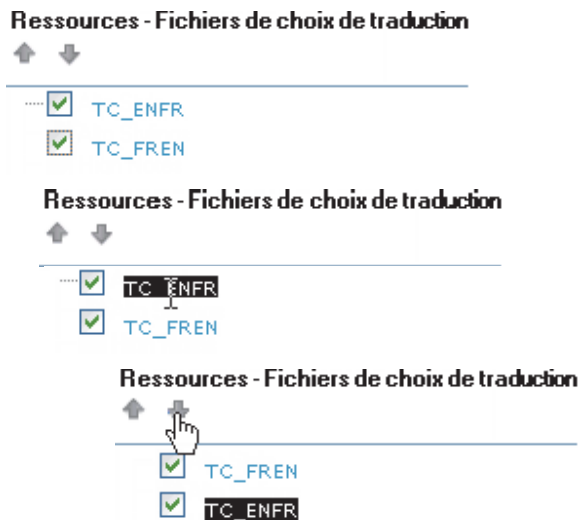 Ressources - Fichiers de choix de traduction
TC_ENFR
TC_FREN
Ressources - Fichiers de choix de traduction
TC_ENFR
TC_FREN
Ressources - Fichiers de choix de traduction
TC_FREN
TC_ENFR